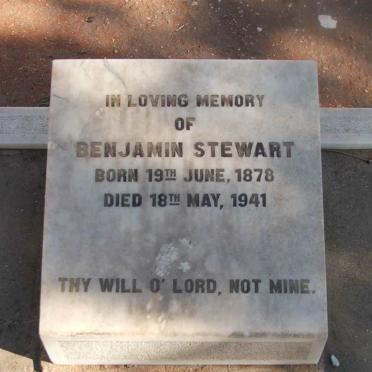 IN LOVING MEMORY
OF
BENJAMIN STEWART
BORN 19TH JUNE, 1878
DIED 18TH MAY, 1941
THY WILL O' LORD, NOT MINE.